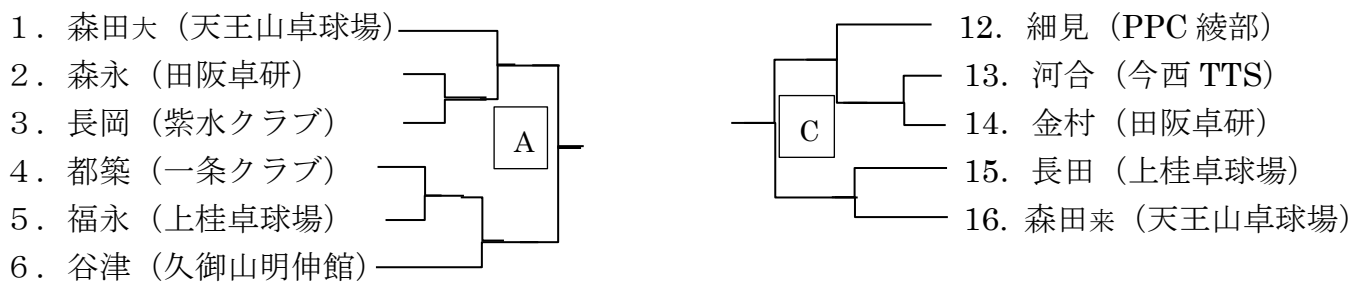 1．森田大（天王山卓球場）
2．森永（田阪卓研）
3．長岡（紫水クラブ）
4．都築（一条クラブ）
5．福永（上桂卓球場）
6．谷津（久御山明伸館）
A
12．細見（PPC 綾部）
13．河合（今西 TTS）
14．金村（田阪卓研）
15．長田（上桂卓球場）
16．森田来（天王山卓球場）
C